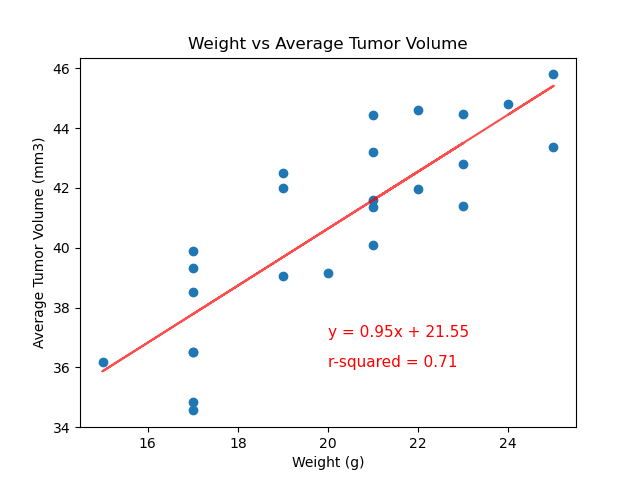 Weight vs Average Tumor Volume
46
44
42
40
38
36
34
Average Tumor Volume (mm3)
y = 0.95x + 21.55
r-squared = 0.71
16 18 20 22 24
Weight (g)